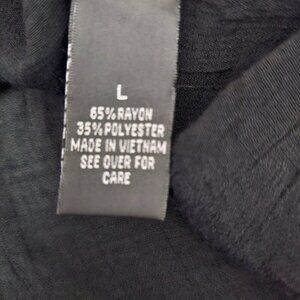 L
65% RAYON
35% POLYESTER
MADE IN VIETNAM
SEE OVER FOR
CARE